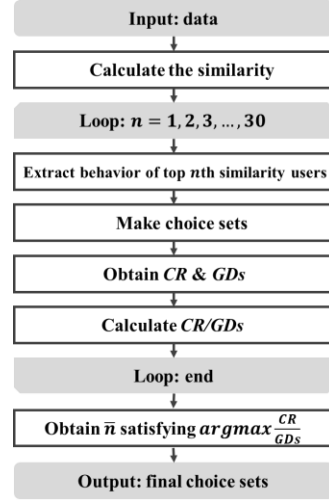 Input: data
Calculate the similarity
Loop: n = 1, 2, 3, ..., 30
Extract behavior of top nth similarity users
Make choice sets
Obtain CR & GDs
Calculate CR/GDs
Loop: end
Obtain n̅ satisfying argmax CR/GDs
Output: final choice sets